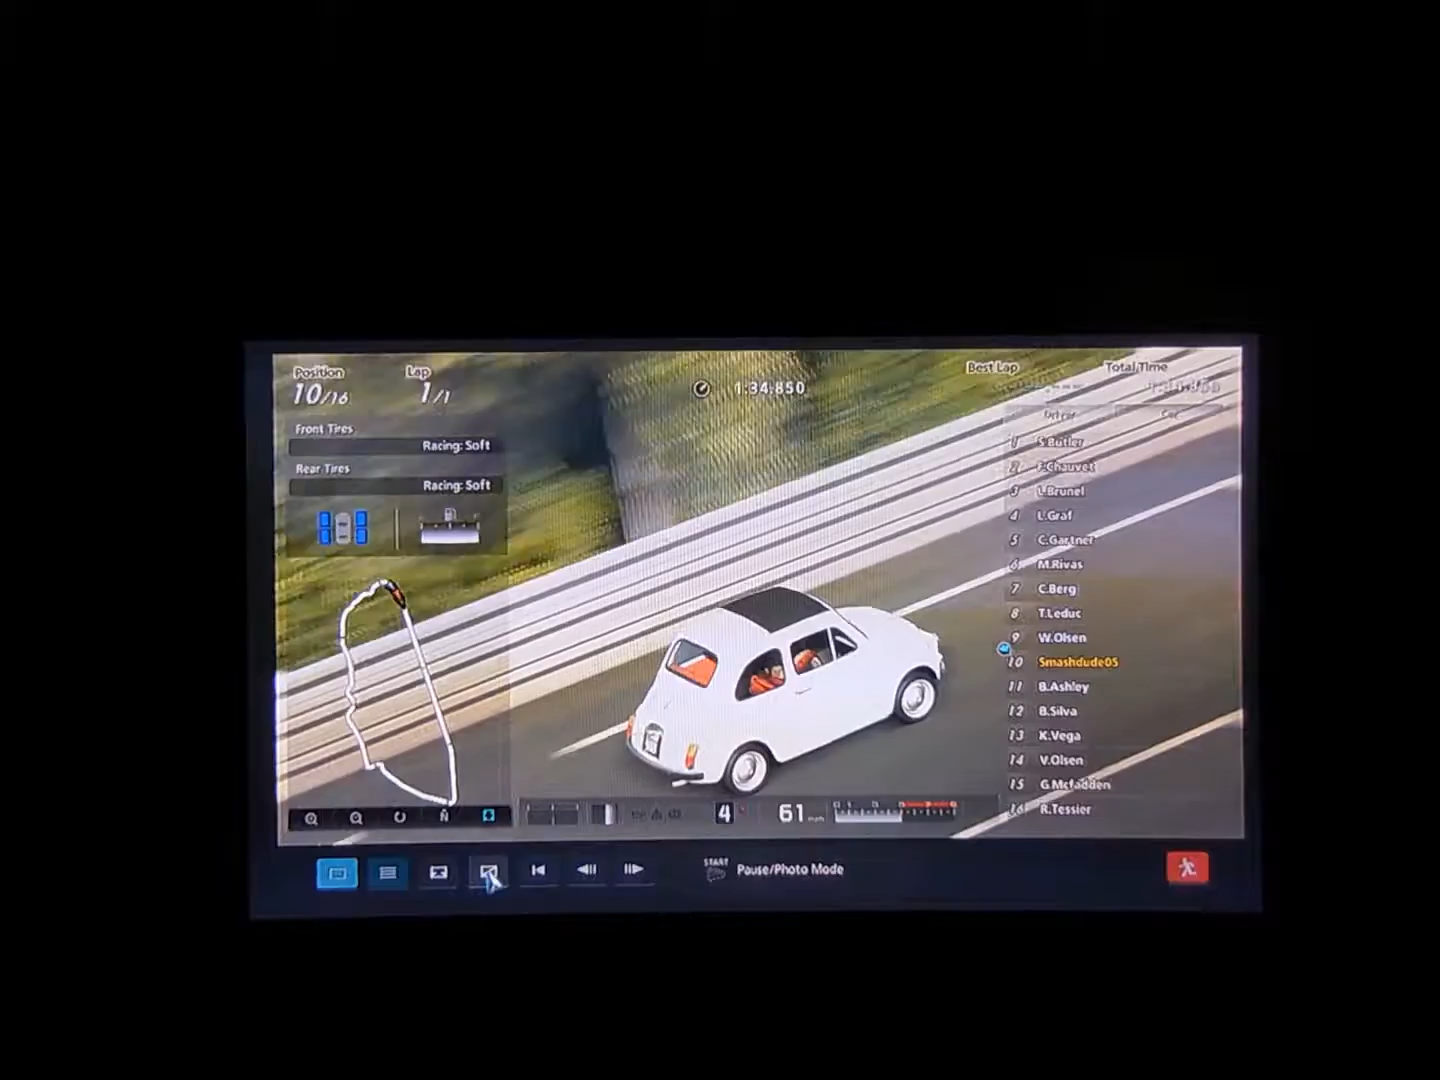 Position
10/16
Lap
1/1
1:34.850
Best Lap
Total Time
Front Tires
Racing: Soft
Rear Tires
Racing: Soft
Driver
1 S.Butler
2 F.Chauvet
3 L.Brunel
4 L.Graf
5 C.Gartner
6 M.Rivas
7 C.Berg
8 T.Leduc
9 W.Olsen
10 Smashdude05
11 B.Ashley
12 B.Silva
13 K.Vega
14 V.Olsen
15 G.Mcfadden
16 R.Tessier
N
4
61 mph
START
Pause/Photo Mode